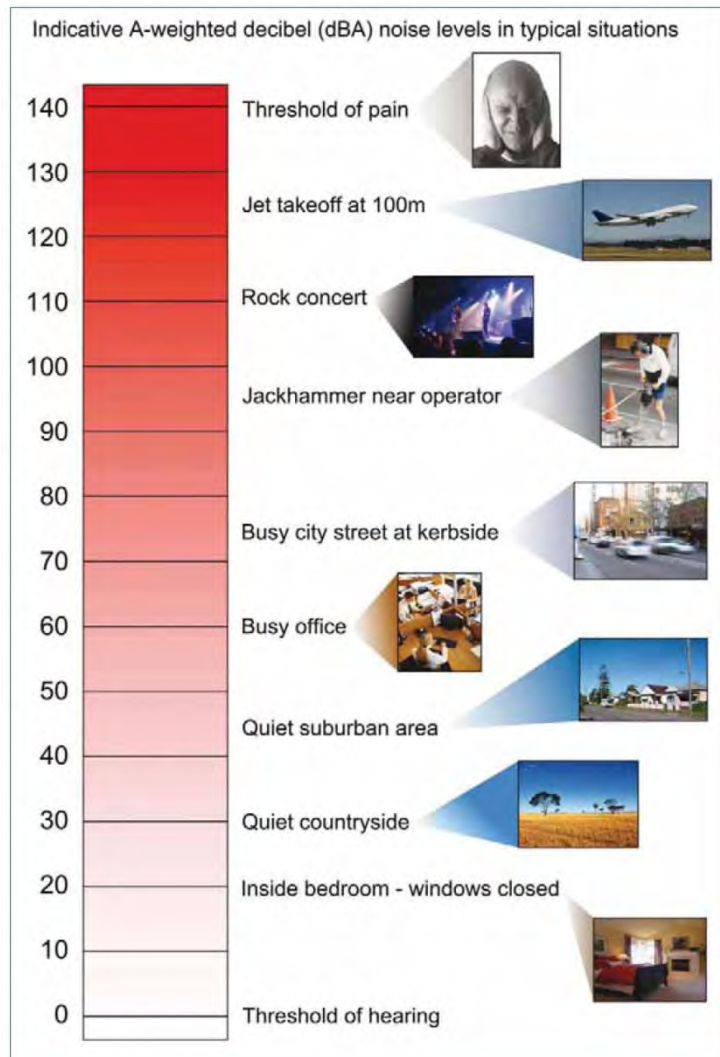 Indicative A-weighted decibel (dBA) noise levels in typical situations
140
Threshold of pain
130
Jet takeoff at 100m
120
110
Rock concert
100
Jackhammer near operator
90
80
Busy city street at kerbside
70
60
Busy office
50
Quiet suburban area
40
30
Quiet countryside
20
Inside bedroom - windows closed
10
0
Threshold of hearing